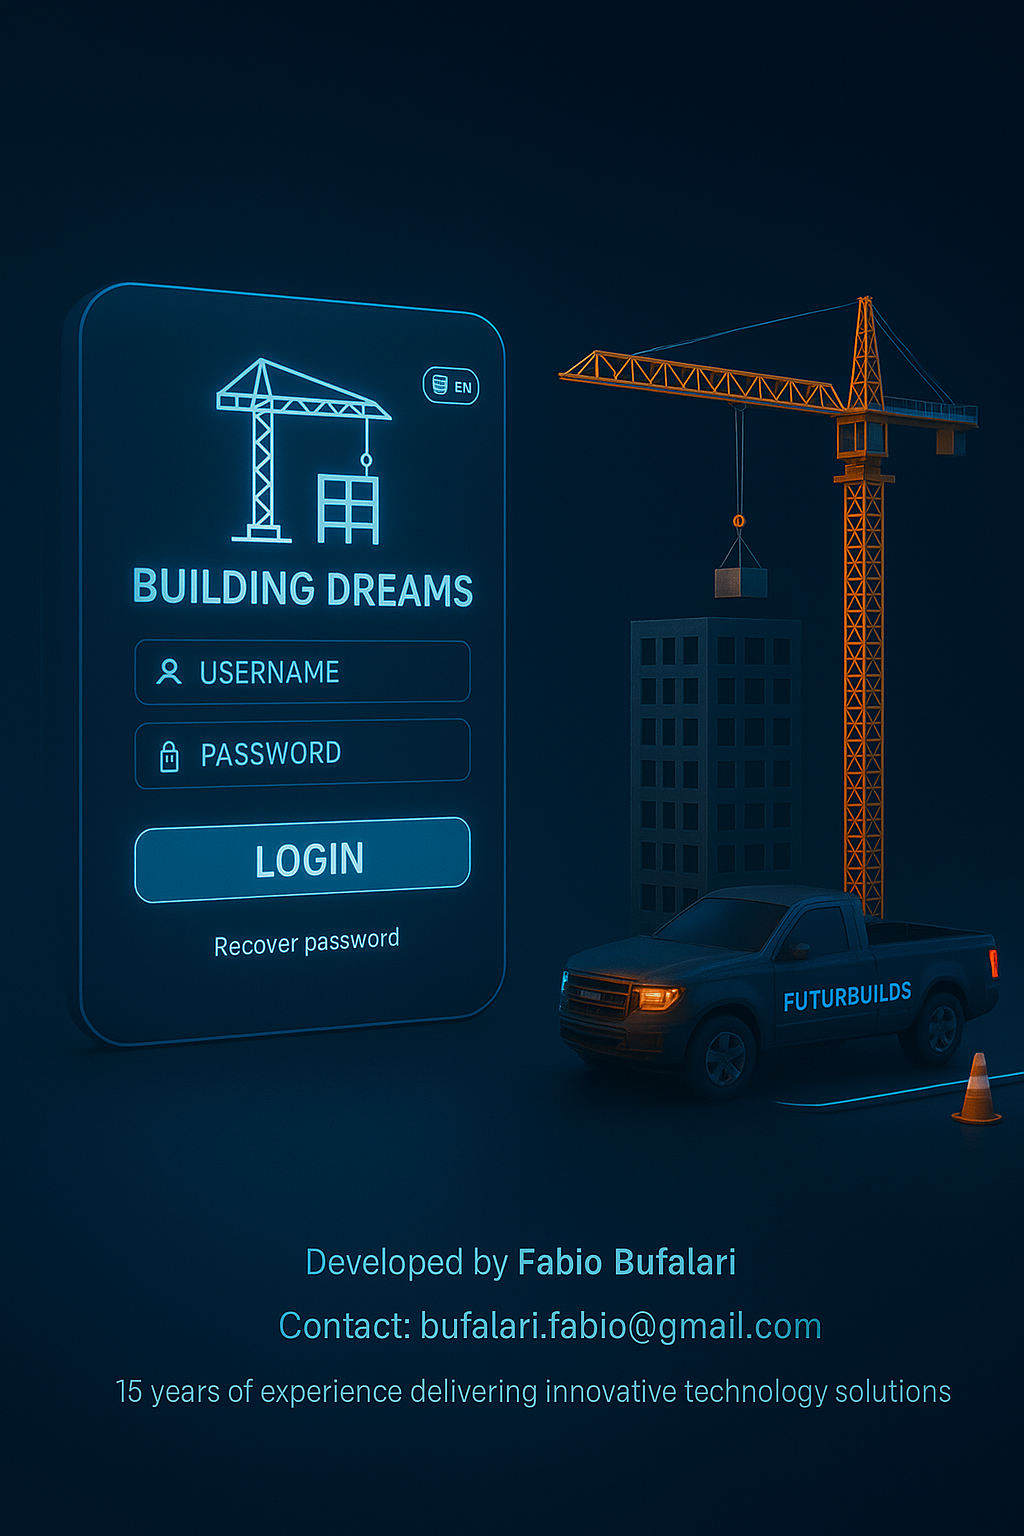 EN
BUILDING DREAMS
USERNAME
PASSWORD
LOGIN
Recover password
FUTURBUILDS
Developed by Fabio Bufalari
Contact: bufalari.fabio@gmail.com
15 years of experience delivering innovative technology solutions